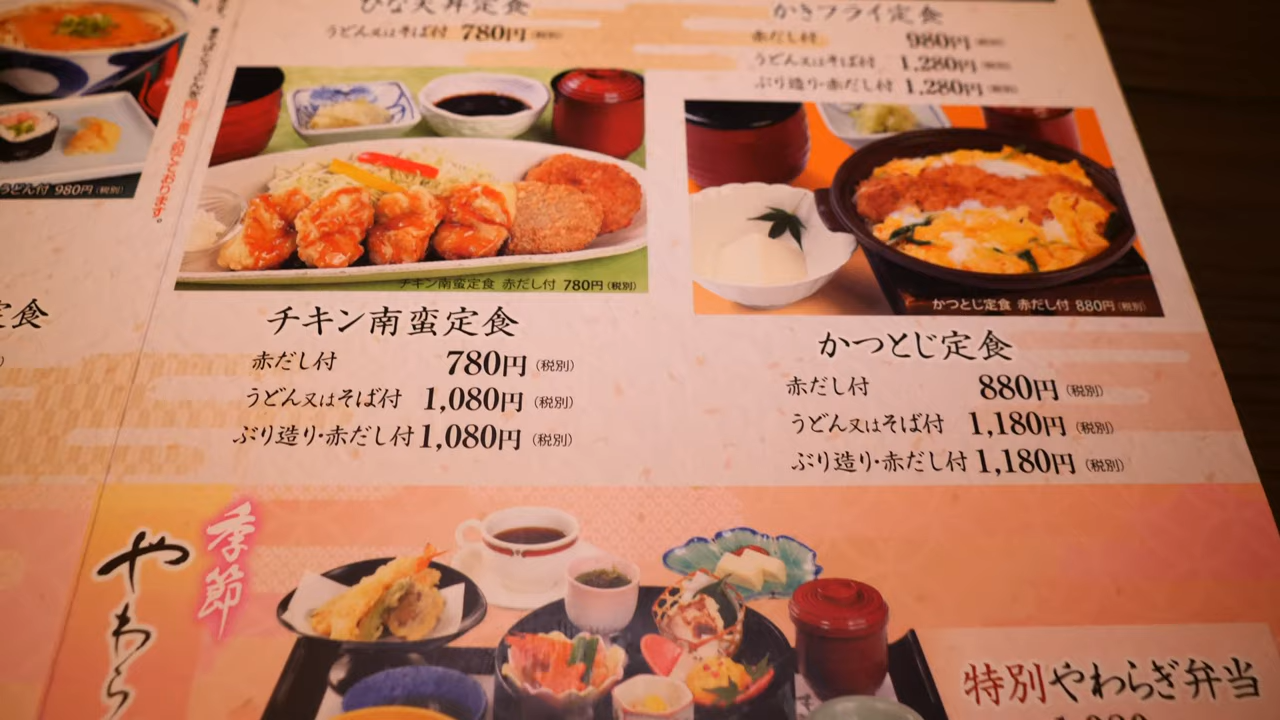 ひな天丼定食
うどん又はそば付 780円(税別)
かきフライ定食
赤だし付 980円(税別)
うどん又はそば付 1,280円(税別)
ぶり造り·赤だし付 1,280円(税別)
うどん付 980円(税別)
チキン南蛮定食 赤だし付 780円(税別)
チキン南蛮定食
赤だし付 780円(税別)
うどん又はそば付 1,080円(税別)
ぶり造り·赤だし付 1,080円(税別)
かつとじ定食 赤だし付 880円(税別)
かつとじ定食
赤だし付 880円(税別)
うどん又はそば付 1,180円(税別)
ぶり造り·赤だし付 1,180円(税別)
定食
季節
やわら
特別やわらぎ弁当